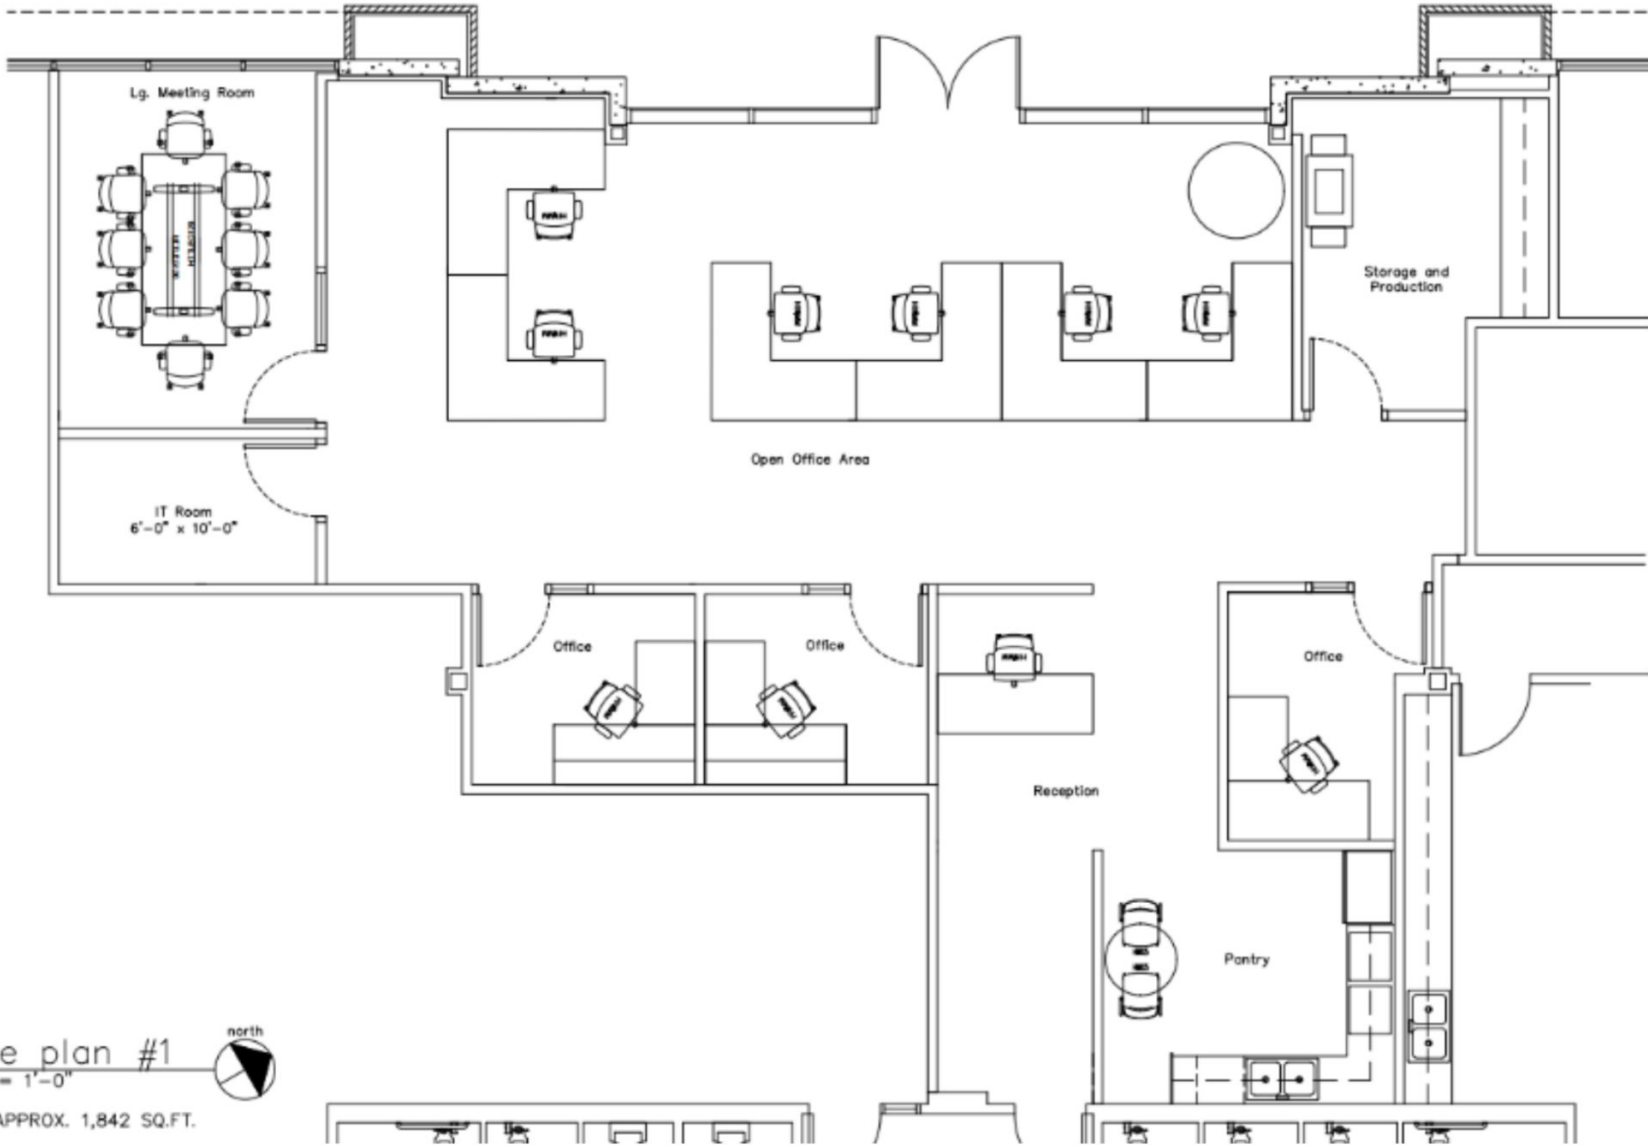 Lg. Meeting Room
Storage and
Production
Open Office Area
IT Room
6'-0" x 10'-0"
Office
Office
Office
Reception
Pantry
north
e plan #1
= 1'-0"
APPROX. 1,842 SQ.FT.